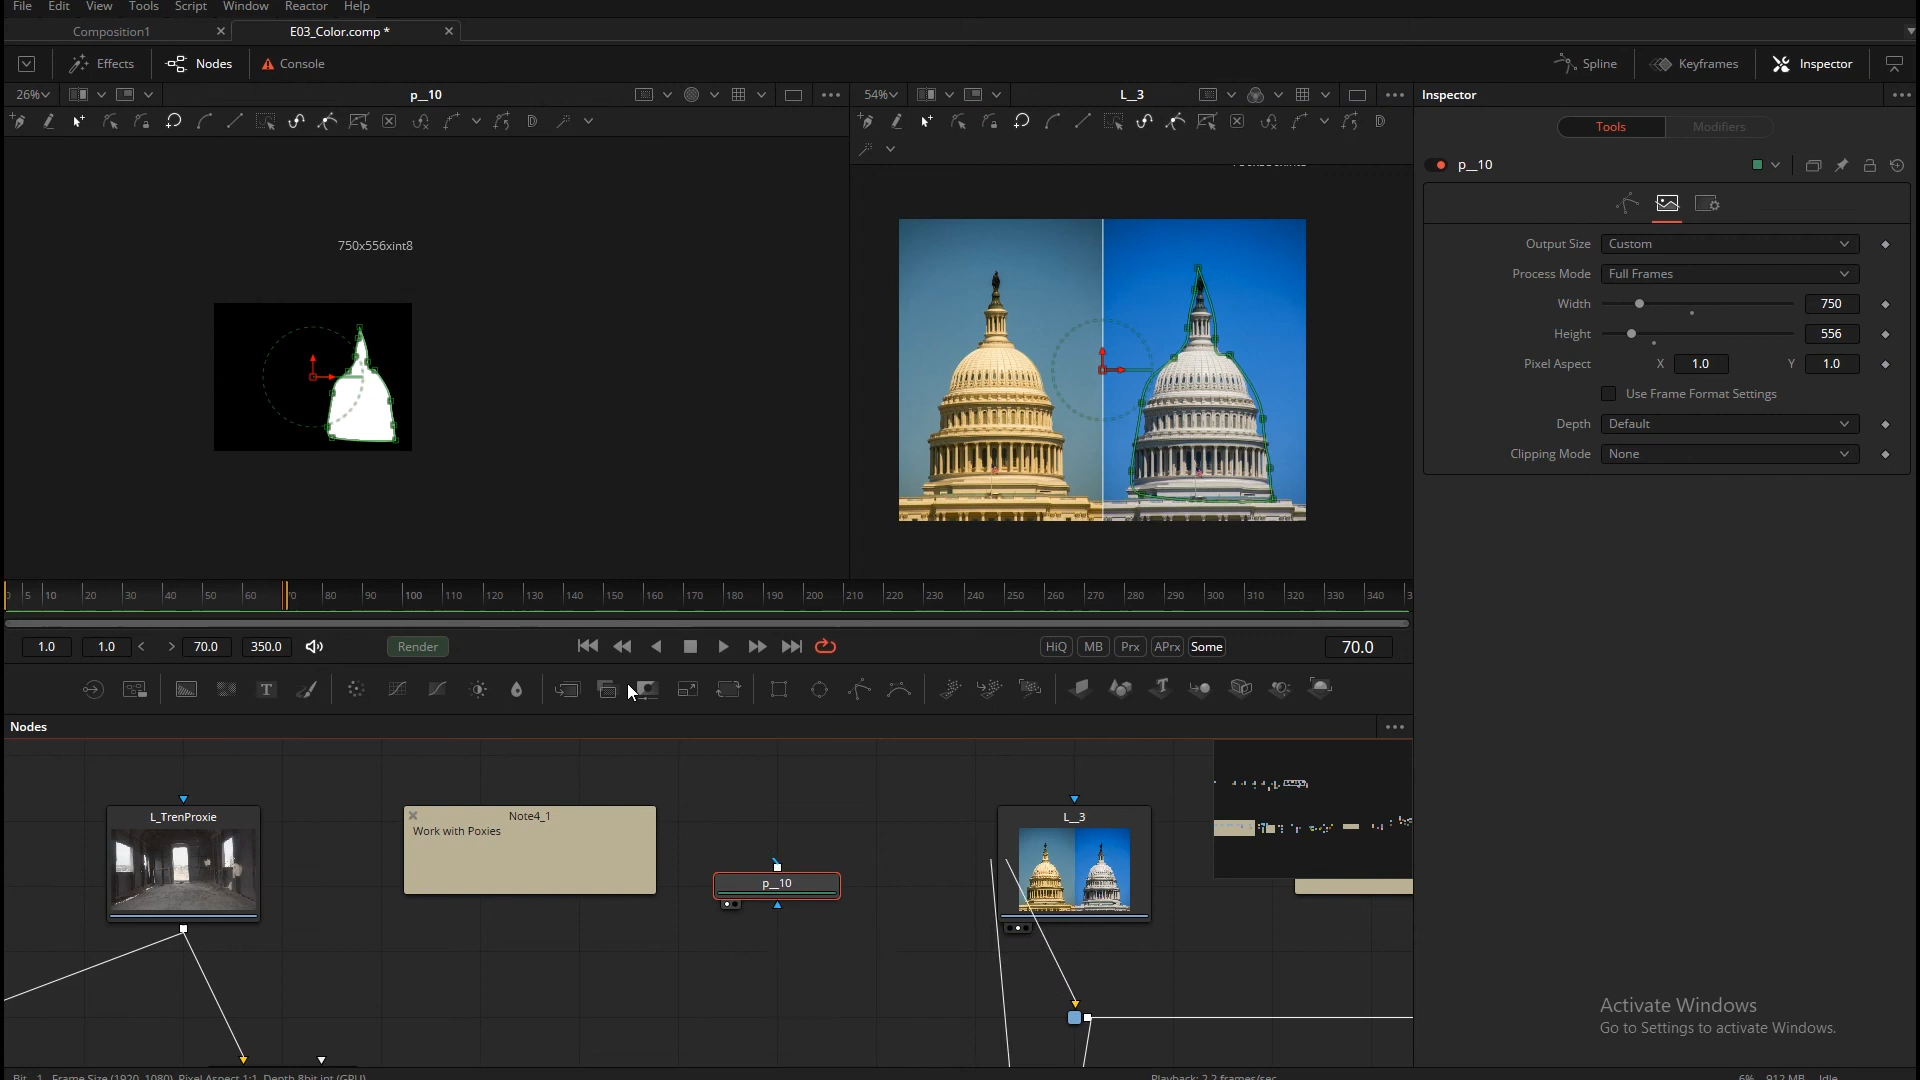 File Edit View Tools Script Window Reactor Help
Composition1 E03_Color.comp *
Effects Nodes Console Spline Keyframes Inspector
26% p__10 54% L__3 Inspector
Tools Modifiers
p__10
750x556xint8
Output Size Custom
Process Mode Full Frames
Width 750
Height 556
Pixel Aspect X 1.0 Y 1.0
Use Frame Format Settings
Depth Default
Clipping Mode None
5 10 20 30 40 50 60 70 80 90 100 110 120 130 140 150 160 170 180 190 200 210 220 230 240 250 260 270 280 290 300 310 320 330 340
1.0 1.0 < > 70.0 350.0 Render HiQ MB Prx APrx Some 70.0
Nodes
L_TrenProxie
Note4_1
Work with Poxies
p__10
L__3
Activate Windows
Go to Settings to activate Windows.
Frame Size (1920, 1080) Pixel Aspect 1:1 Depth 8bit int (GPU) Playback: 2.2 frames/sec 6% 912 MB Idle